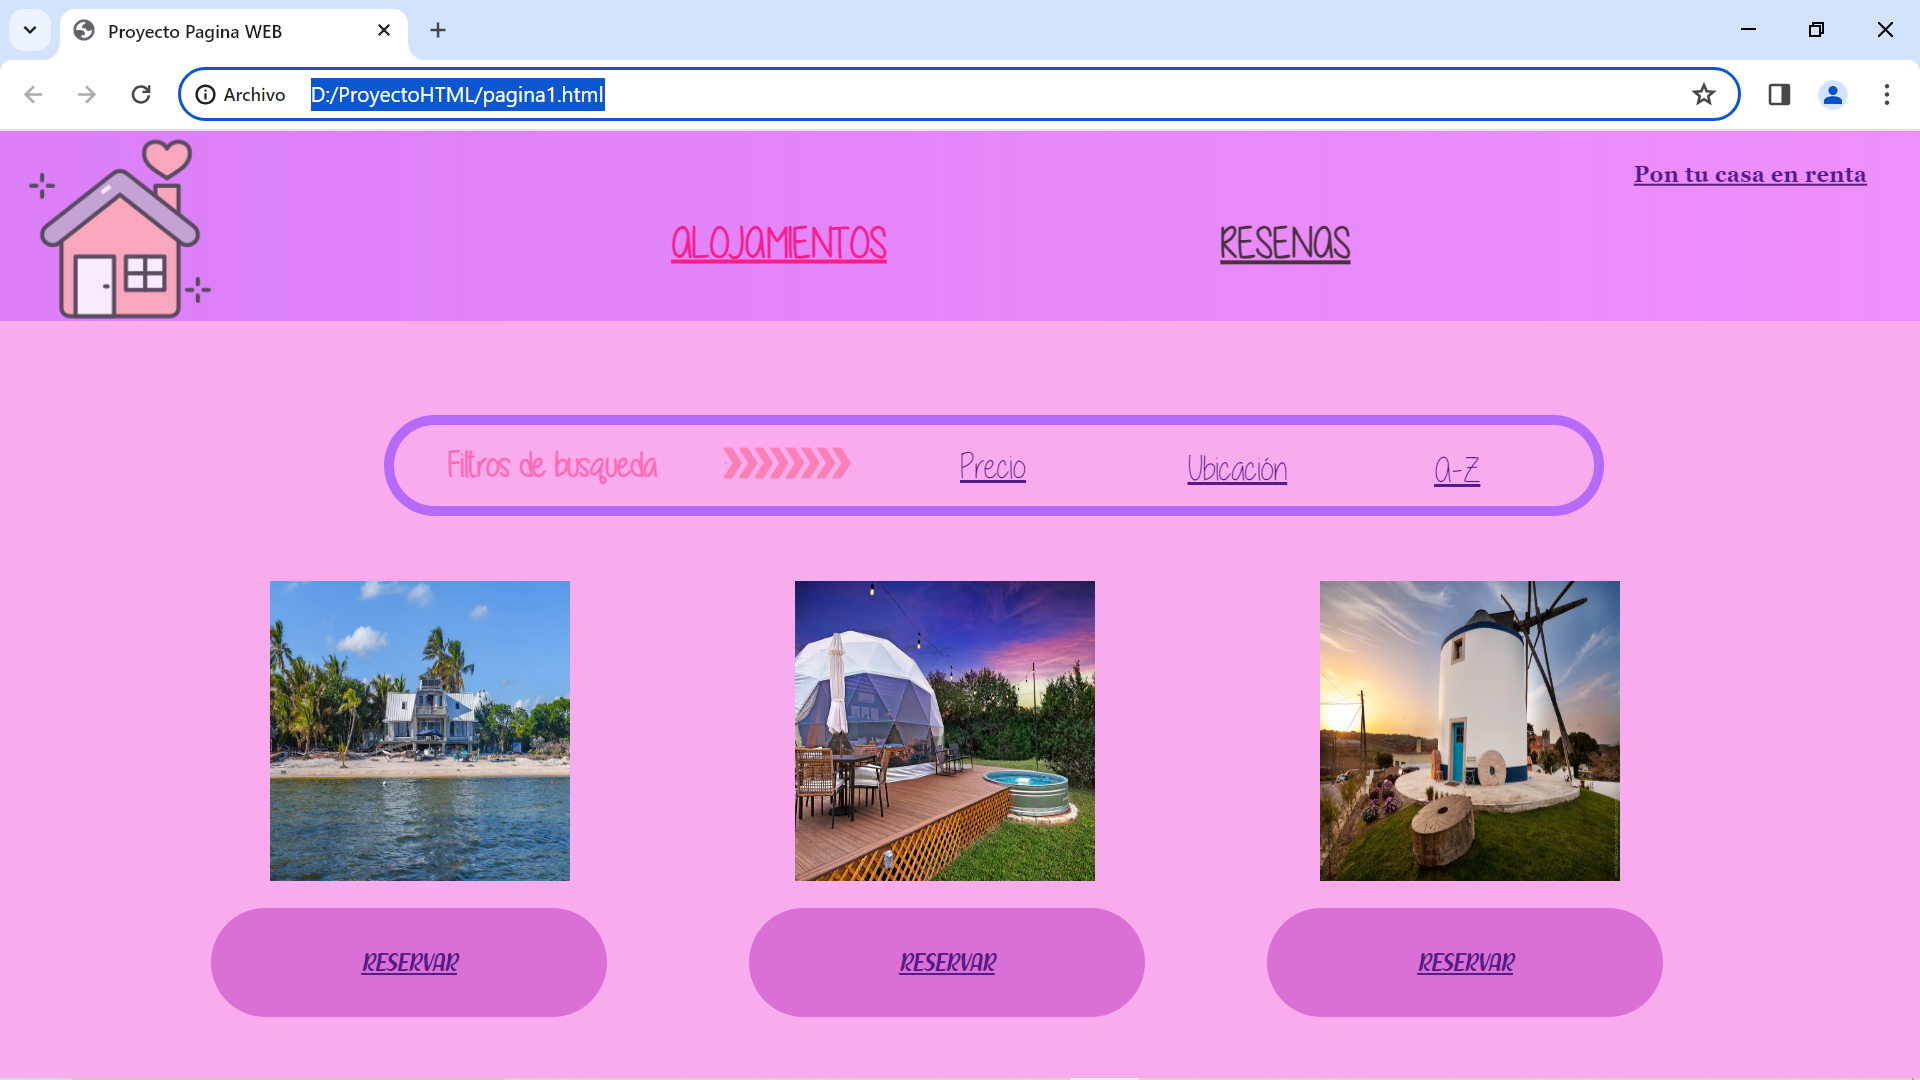 Proyecto Pagina WEB
Archivo D:/ProyectoHTML/pagina1.html
Pon tu casa en renta
ALOJAMIENTOS RESENAS
Filtros de busqueda Precio Ubicación A-Z
RESERVAR RESERVAR RESERVAR